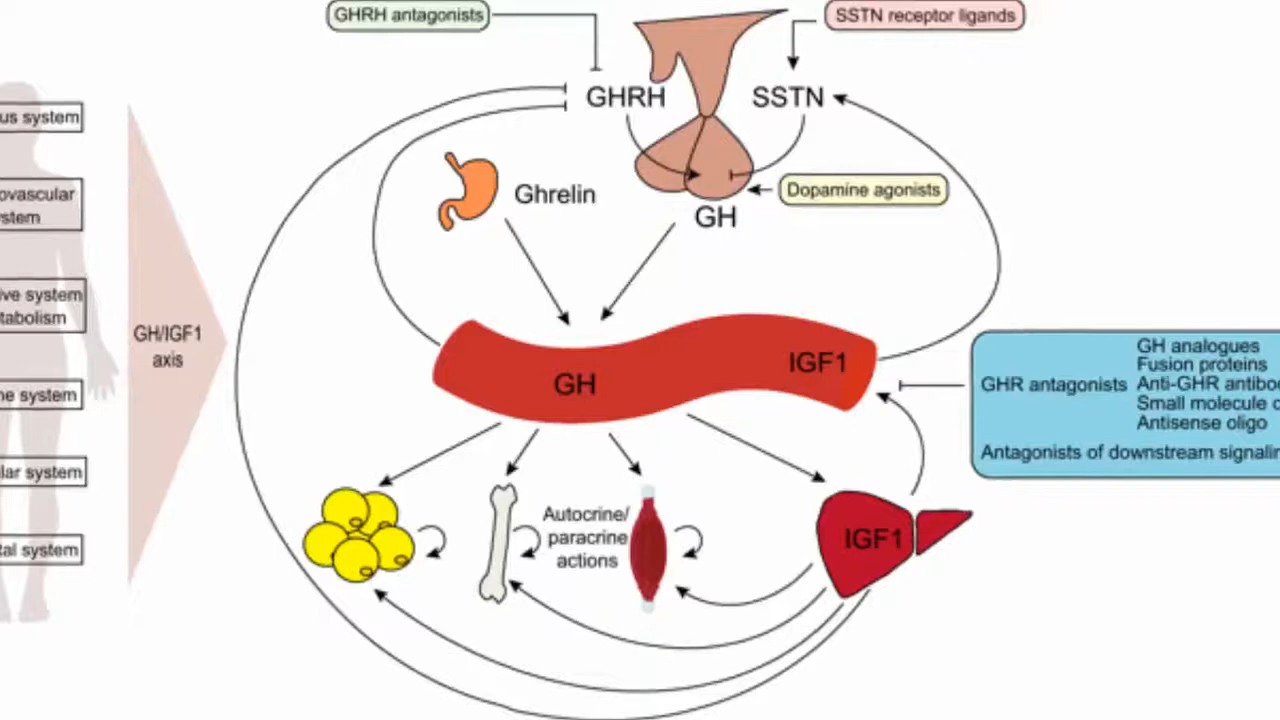 GHRH antagonists
SSTN receptor ligands
GHRH
SSTN
Dopamine agonists
GH
Ghrelin
us system
ovascular
stem
ive system
tabolism
ne system
lar system
tal system
GH/IGF1
axis
GH
IGF1
GHR antagonists
GH analogues
Fusion proteins
Anti-GHR antibo
Small molecule
Antisense oligo
Antagonists of downstream signalin
Autocrine/
paracrine
actions
IGF1